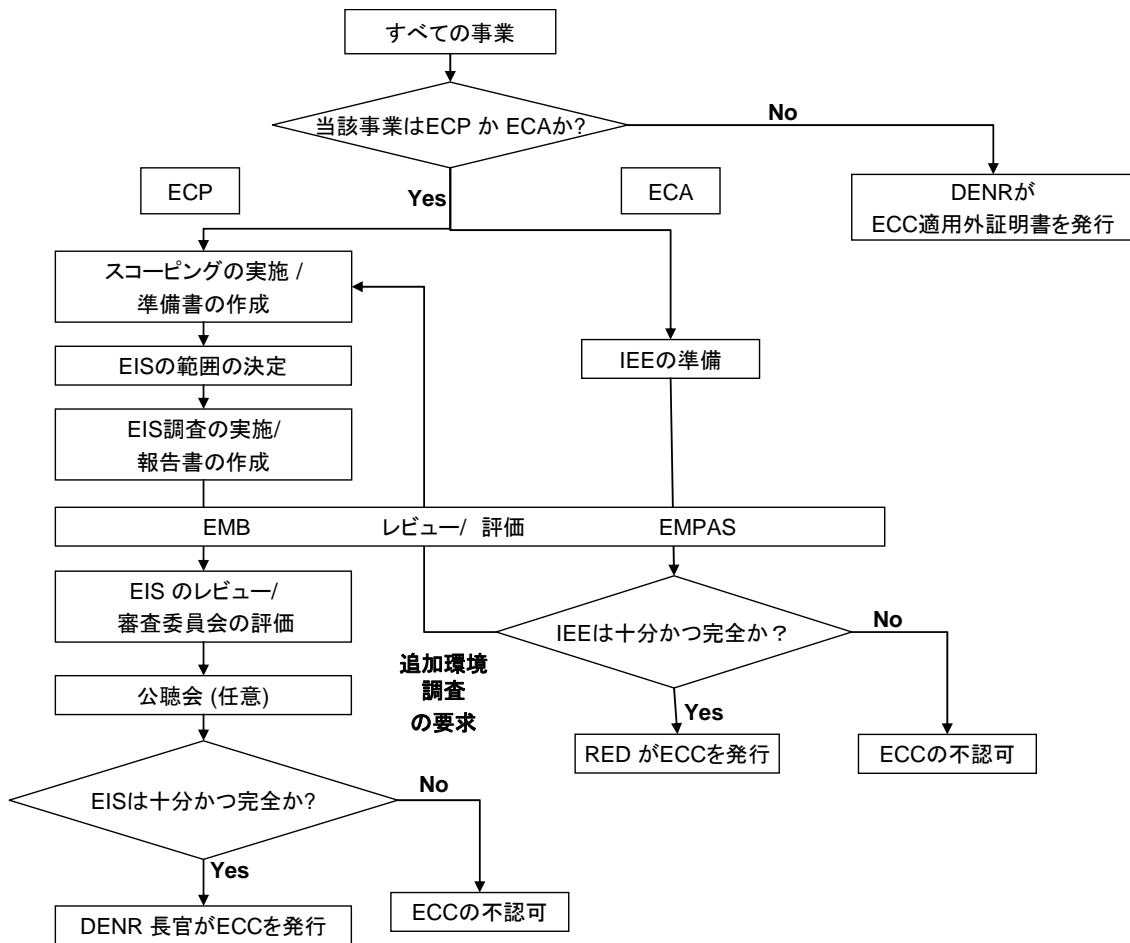 すべての事業
当該事業はECP か ECAか?
No
ECP
Yes
ECA
DENRが
ECC適用外証明書を発行
スコーピングの実施 /
準備書の作成
EISの範囲の決定
IEEの準備
EIS調査の実施/
報告書の作成
EMB レビュー/ 評価 EMPAS
EIS のレビュー/
審査委員会の評価
IEEは十分かつ完全か？
No
追加環境
調査
の要求
公聴会 (任意)
Yes
RED がECCを発行
ECCの不認可
EISは十分かつ完全か?
No
Yes
ECCの不認可
DENR 長官がECCを発行